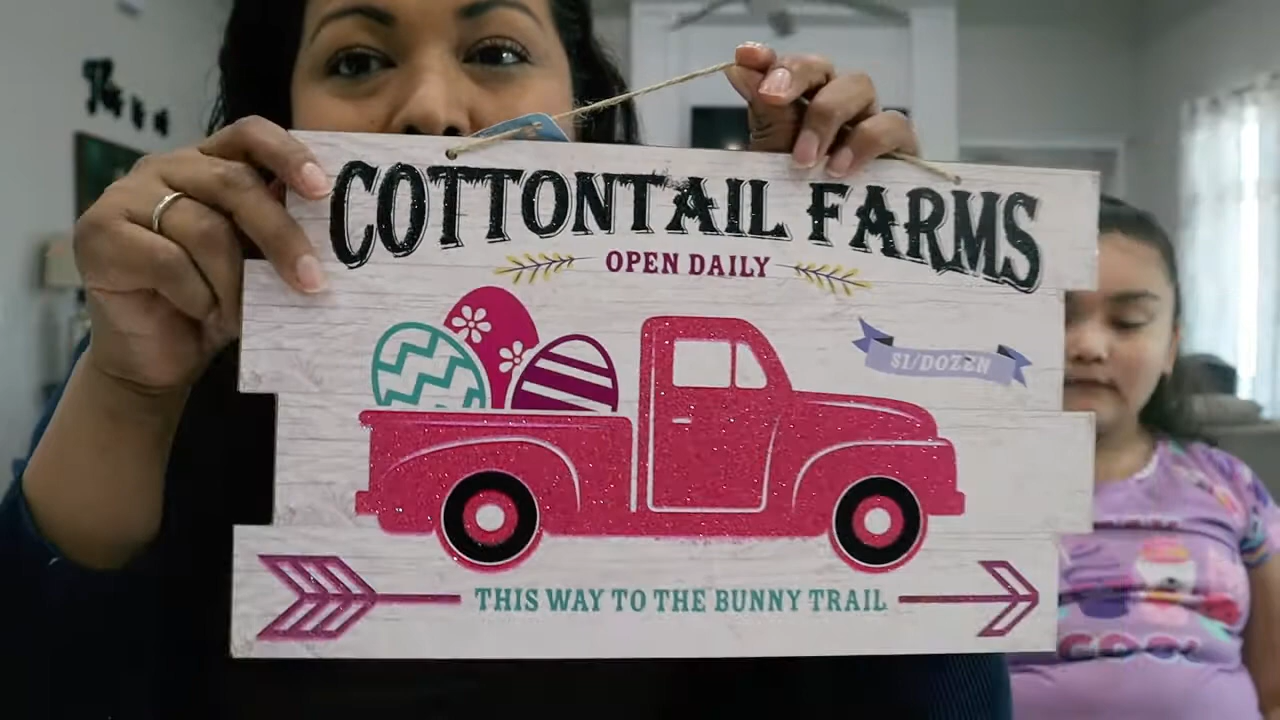 COTTONTAIL FARMS
OPEN DAILY
$1/DOZEN
THIS WAY TO THE BUNNY TRAIL